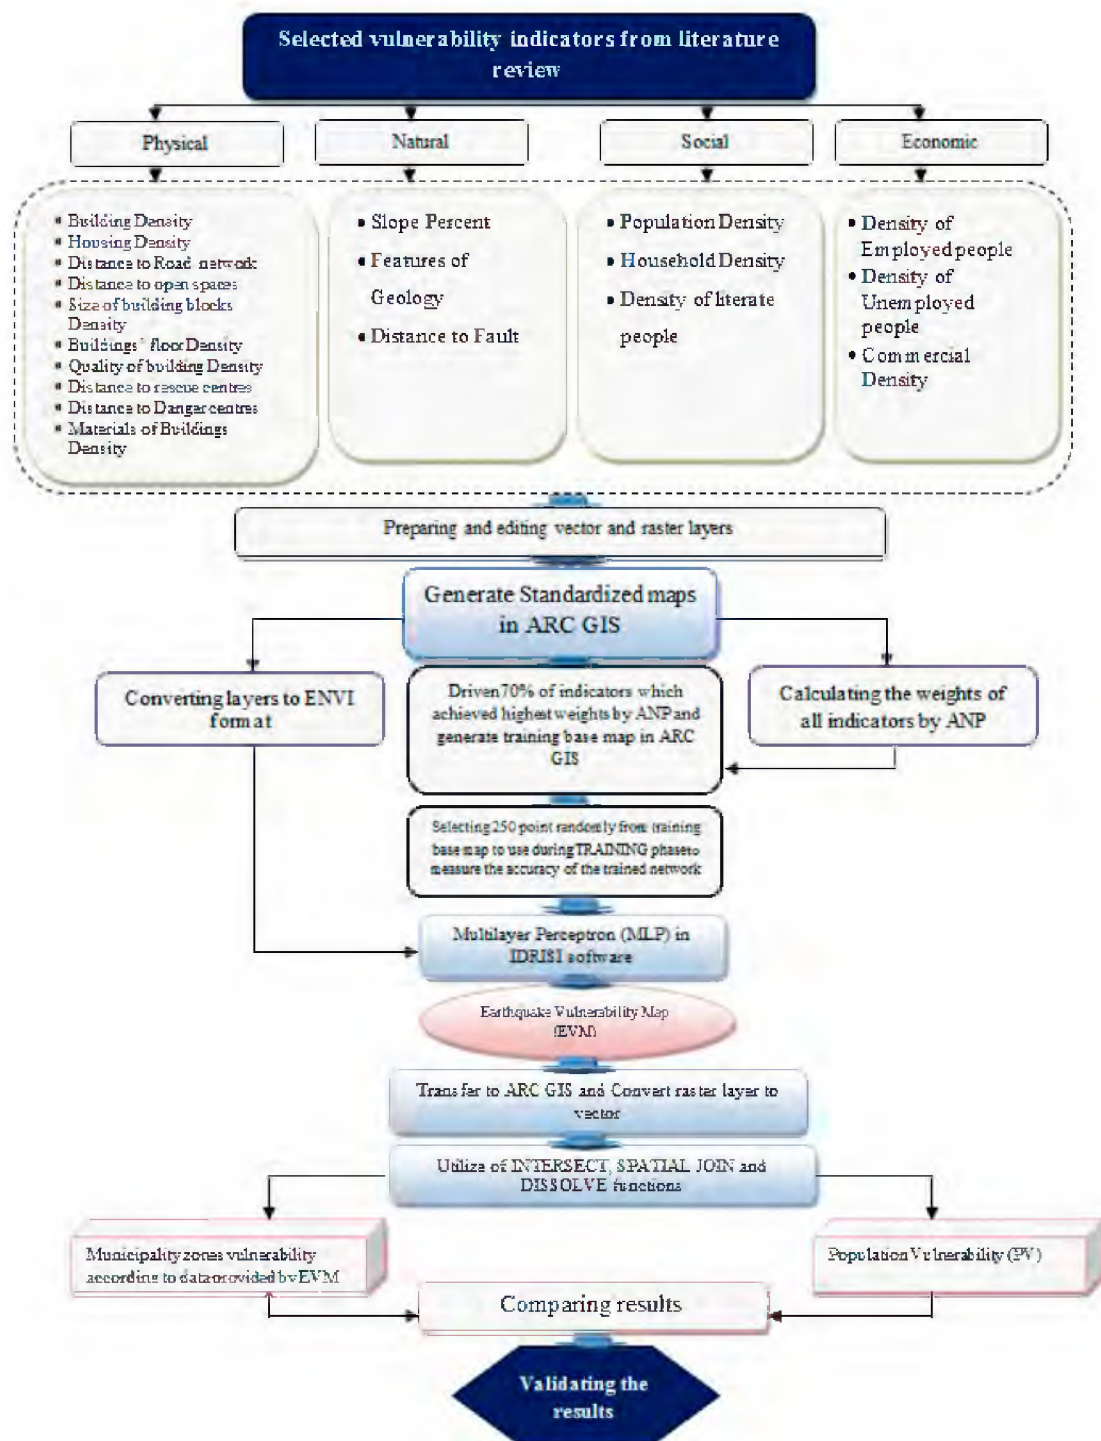 Selected vulnerability indicators from literature
review
Physical
Natural
Social
Economic
Building Density
Housing Density
Distance to Road network
Distance to open spaces
Size of building blocks
Density
Buildings' floor Density
Quality of building Density
Distance to rescue centres
Distance to Danger centres
Materials of Buildings
Density
Slope Percent
Features of
Geology
Distance to Fault
Population Density
Household Density
Density of literate
people
Density of
Employed people
Density of
Unemployed
people
Commercial
Density
Preparing and editing vector and raster layers
Generate Standardized maps
in ARC GIS
Converting layers to ENVI
format
Driven 70% of indicators which
achieved highest weights by ANP and
generate training base map in ARC
GIS
Calculating the weights of
all indicators by ANP
Selecting 250 point randomly from training
base map to use during TRAINING phase to
measure the accuracy of the trained network
Multilayer Perceptron (MLP) in
IDRISI software
Earthquake Vulnerability Map
(EVM)
Transfer to ARC GIS and Convert raster layer to
vector
Utilize of INTERSECT, SPATIAL JOIN and
DISSOLVE functions
Municipality zones vulnerability
according to data provided by EVM
Population Vulnerability (PV)
Comparing results
Validating the
results